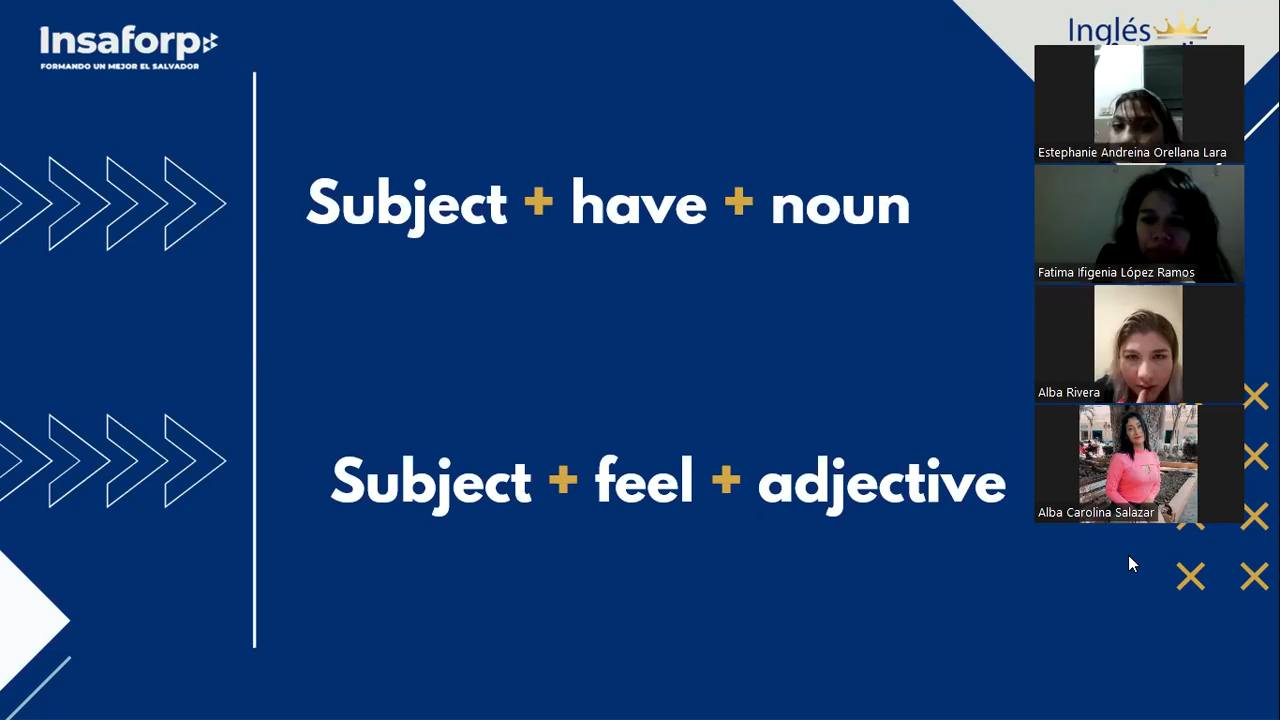 Insaforp
FORMANDO UN MEJOR EL SALVADOR
Inglés
Subject + have + noun
Subject + feel + adjective
Estephanie Andreina Orellana Lara
Fatima Ifigenia López Ramos
Alba Rivera
Alba Carolina Salazar